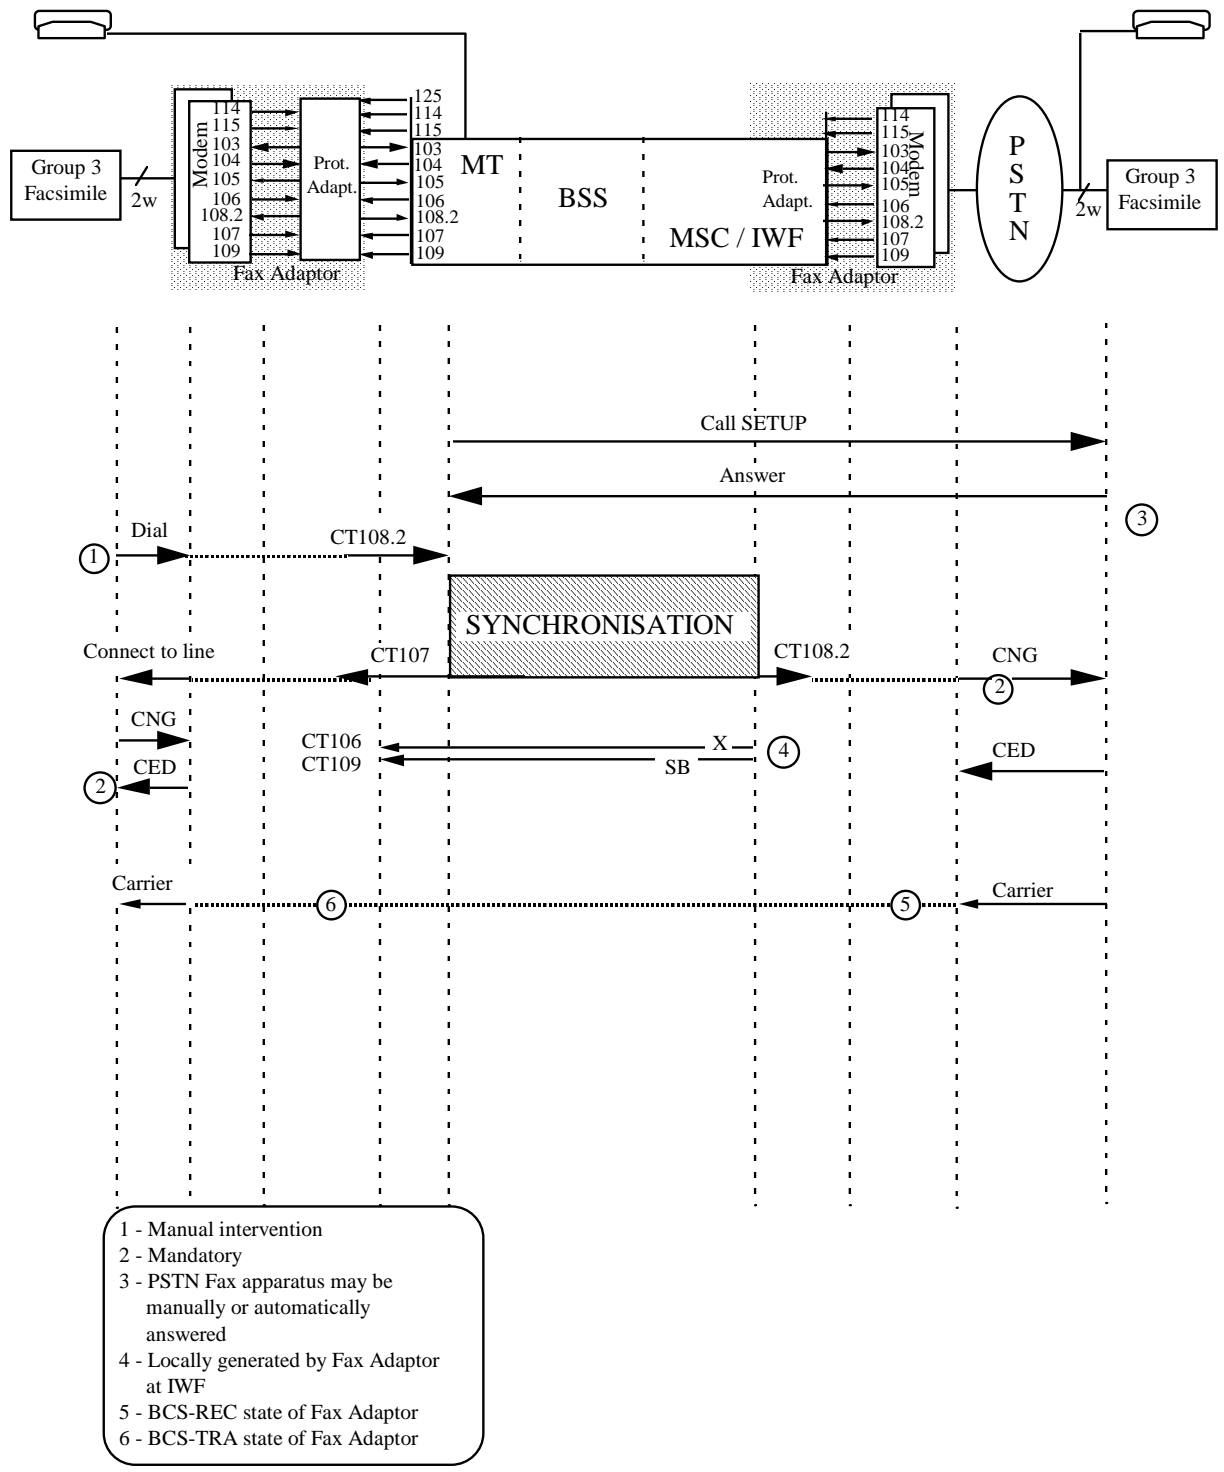 125
114
114
114
115
115
115
103
103
103
104
104
104
105
105
105
106
106
106
108.2
108.2
108.2
107
107
107
109
109
109
Modem
Prot.
Adapt.
MT
BSS
MSC / IWF
Prot.
Adapt.
Modem
P
S
T
N
Group 3
Facsimile
2w
Group 3
Facsimile
2w
Fax Adaptor
Fax Adaptor
Call SETUP
Answer
3
Dial
CT108.2
1
SYNCHRONISATION
Connect to line
CT107
CT108.2
CNG
2
CNG
CT106
X
4
CT109
SB
CED
CED
2
Carrier
6
5
Carrier
1 - Manual intervention
2 - Mandatory
3 - PSTN Fax apparatus may be
manually or automatically
answered
4 - Locally generated by Fax Adaptor
at IWF
5 - BCS-REC state of Fax Adaptor
6 - BCS-TRA state of Fax Adaptor